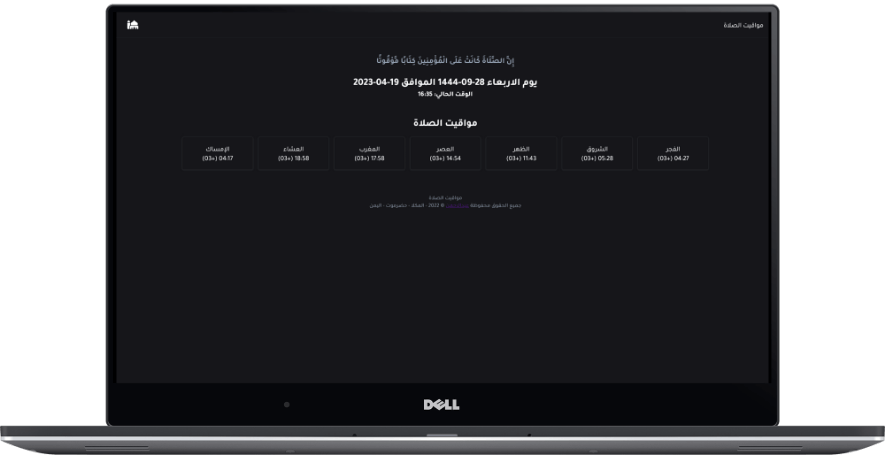 مواقيت الصلاة
إِنَّ الصَّلَاةَ كَانَتْ عَلَى الْمُؤْمِنِينَ كِتَابًا مَّوْقُوتًا
يوم الاربعاء 28-09-1444 الموافق 19-04-2023
الوقت الحالي: 16:35
مواقيت الصلاة
الفجر الشروق الظهر العصر المغرب العشاء الإمساك
04:27 (+03) 05:28 (+03) 11:43 (+03) 14:54 (+03) 17:58 (+03) 18:58 (+03) 04:17 (+03)
مواقيت الصلاة
جميع الحقوق محفوظة © 2022 - المكلا - حضرموت - اليمن
DELL